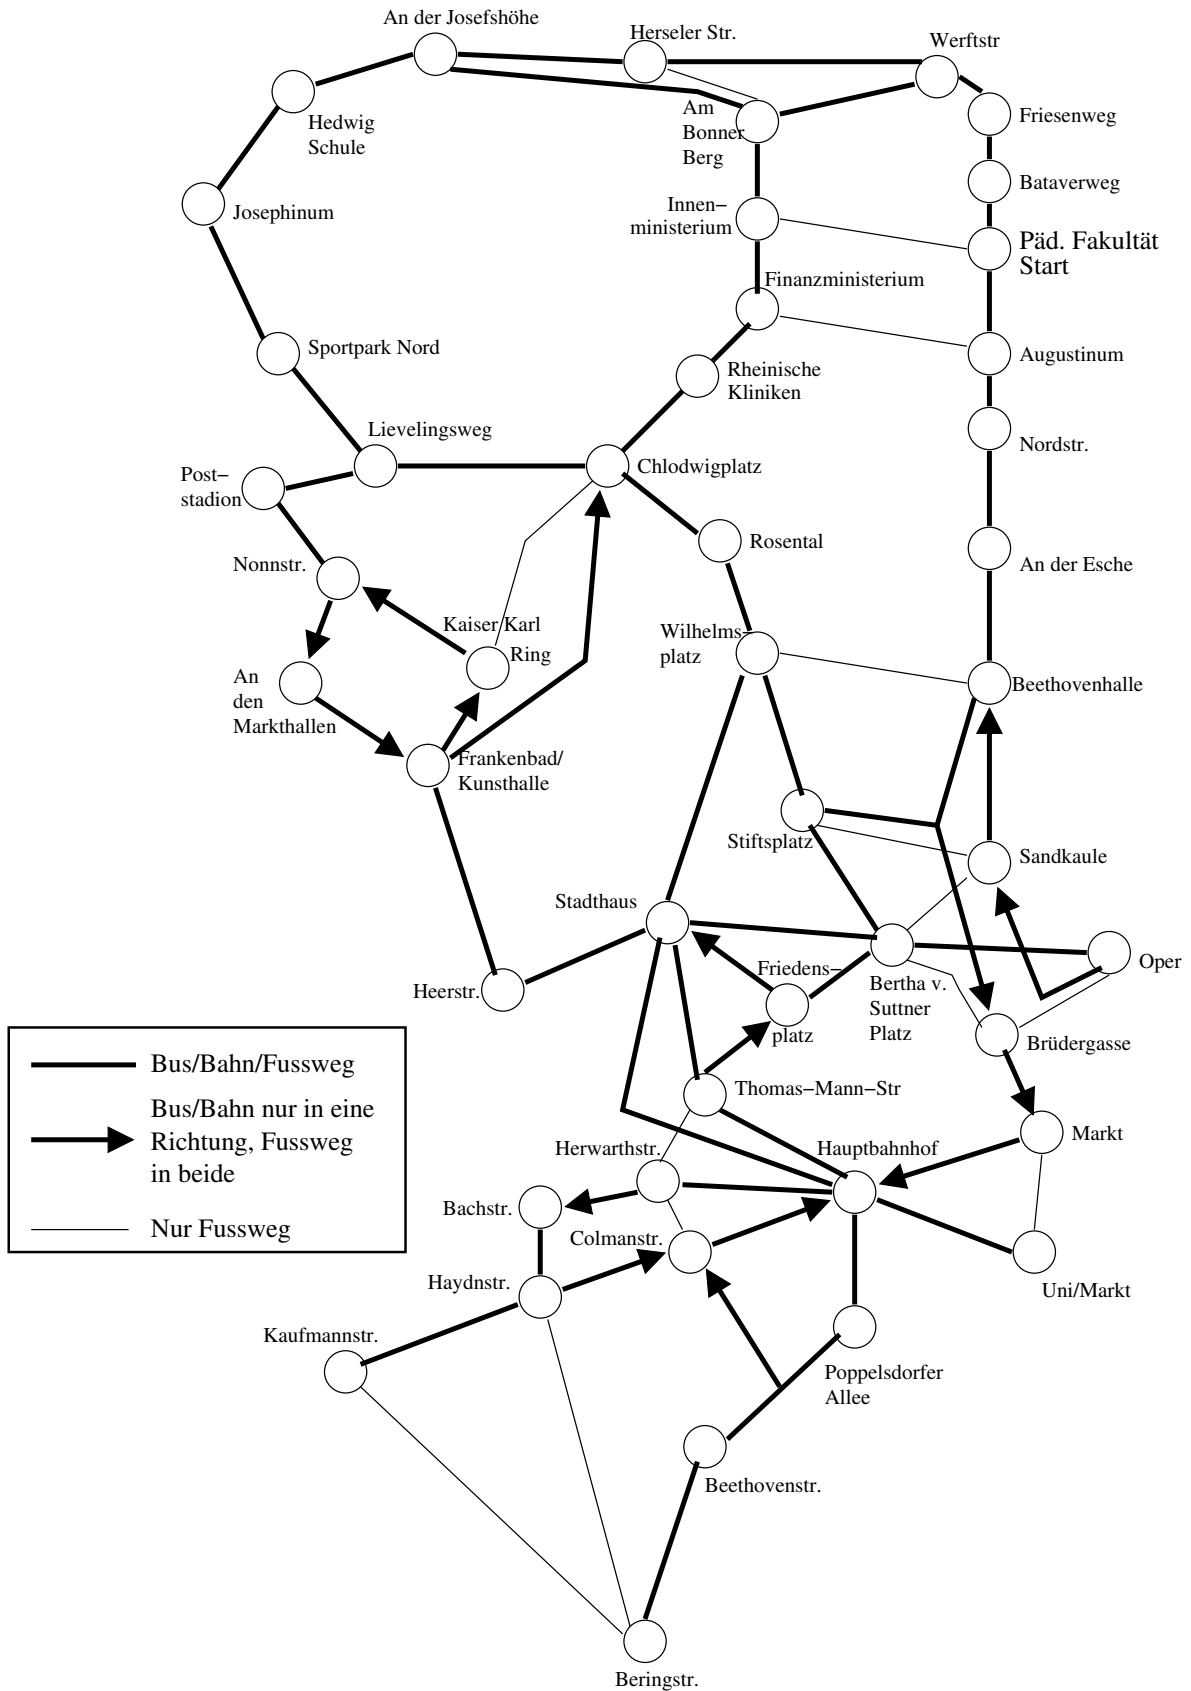 An der Josefshöhe
Herseler Str.
Werftstr
Hedwig
Schule
Am
Bonner
Berg
Friesenweg
Bataverweg
Josephinum
Innen−
ministerium
Päd. Fakultät
Start
Finanzministerium
Sportpark Nord
Rheinische
Kliniken
Augustinum
Lievelingsweg
Nordstr.
Post−
stadion
Chlodwigplatz
Rosental
Nonnstr.
An der Esche
Kaiser Karl
Ring
Wilhelms−
platz
An
den
Markthallen
Beethovenhalle
Frankenbad/
Kunsthalle
Stiftsplatz
Sandkaule
Stadthaus
Heerstr.
Friedens−
platz
Bertha v.
Suttner
Platz
Oper
Brüdergasse
Bus/Bahn/Fussweg
Bus/Bahn nur in eine
Richtung, Fussweg
in beide
Nur Fussweg
Thomas−Mann−Str
Markt
Herwarthstr.
Hauptbahnhof
Bachstr.
Colmanstr.
Haydnstr.
Uni/Markt
Kaufmannstr.
Poppelsdorfer
Allee
Beethovenstr.
Beringstr.